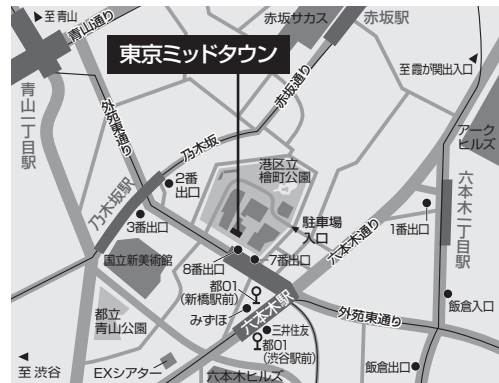 至 青山
青山通り
赤坂サカス
赤坂駅
東京ミッドタウン
至 霞が関出入口
赤坂通り
青山一丁目駅
外苑東通り
乃木坂
アーク
ヒルズ
港区立
檜町公園
2番
出口
乃木坂駅
六本木一丁目駅
3番出口
駐車場
入口
六本木通り
1番出口
国立新美術館
8番出口
7番出口
都01
(新橋駅前)
飯倉入口
都立
青山公園
みずほ
六本木駅
外苑東通り
三井住友
都01
(渋谷駅前)
至 渋谷
EXシアター
六本木ヒルズ
飯倉出口